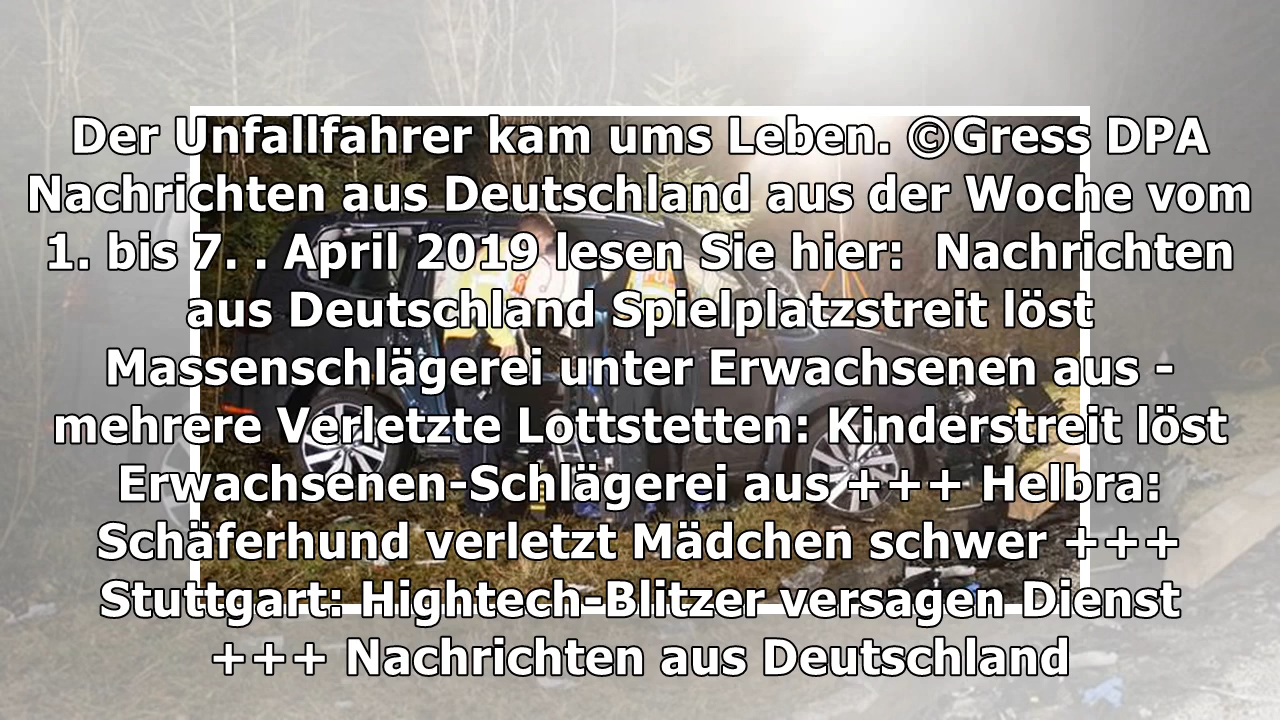 Der Unfallfahrer kam ums Leben. ©Gress DPA
Nachrichten aus Deutschland aus der Woche vom
1. bis 7. . April 2019 lesen Sie hier:  Nachrichten
aus Deutschland Spielplatzstreit löst
Massenschlägerei unter Erwachsenen aus -
mehrere Verletzte Lottstetten: Kinderstreit löst
Erwachsenen-Schlägerei aus +++ Helbra:
Schäferhund verletzt Mädchen schwer +++
Stuttgart: Hightech-Blitzer versagen Dienst
+++ Nachrichten aus Deutschland